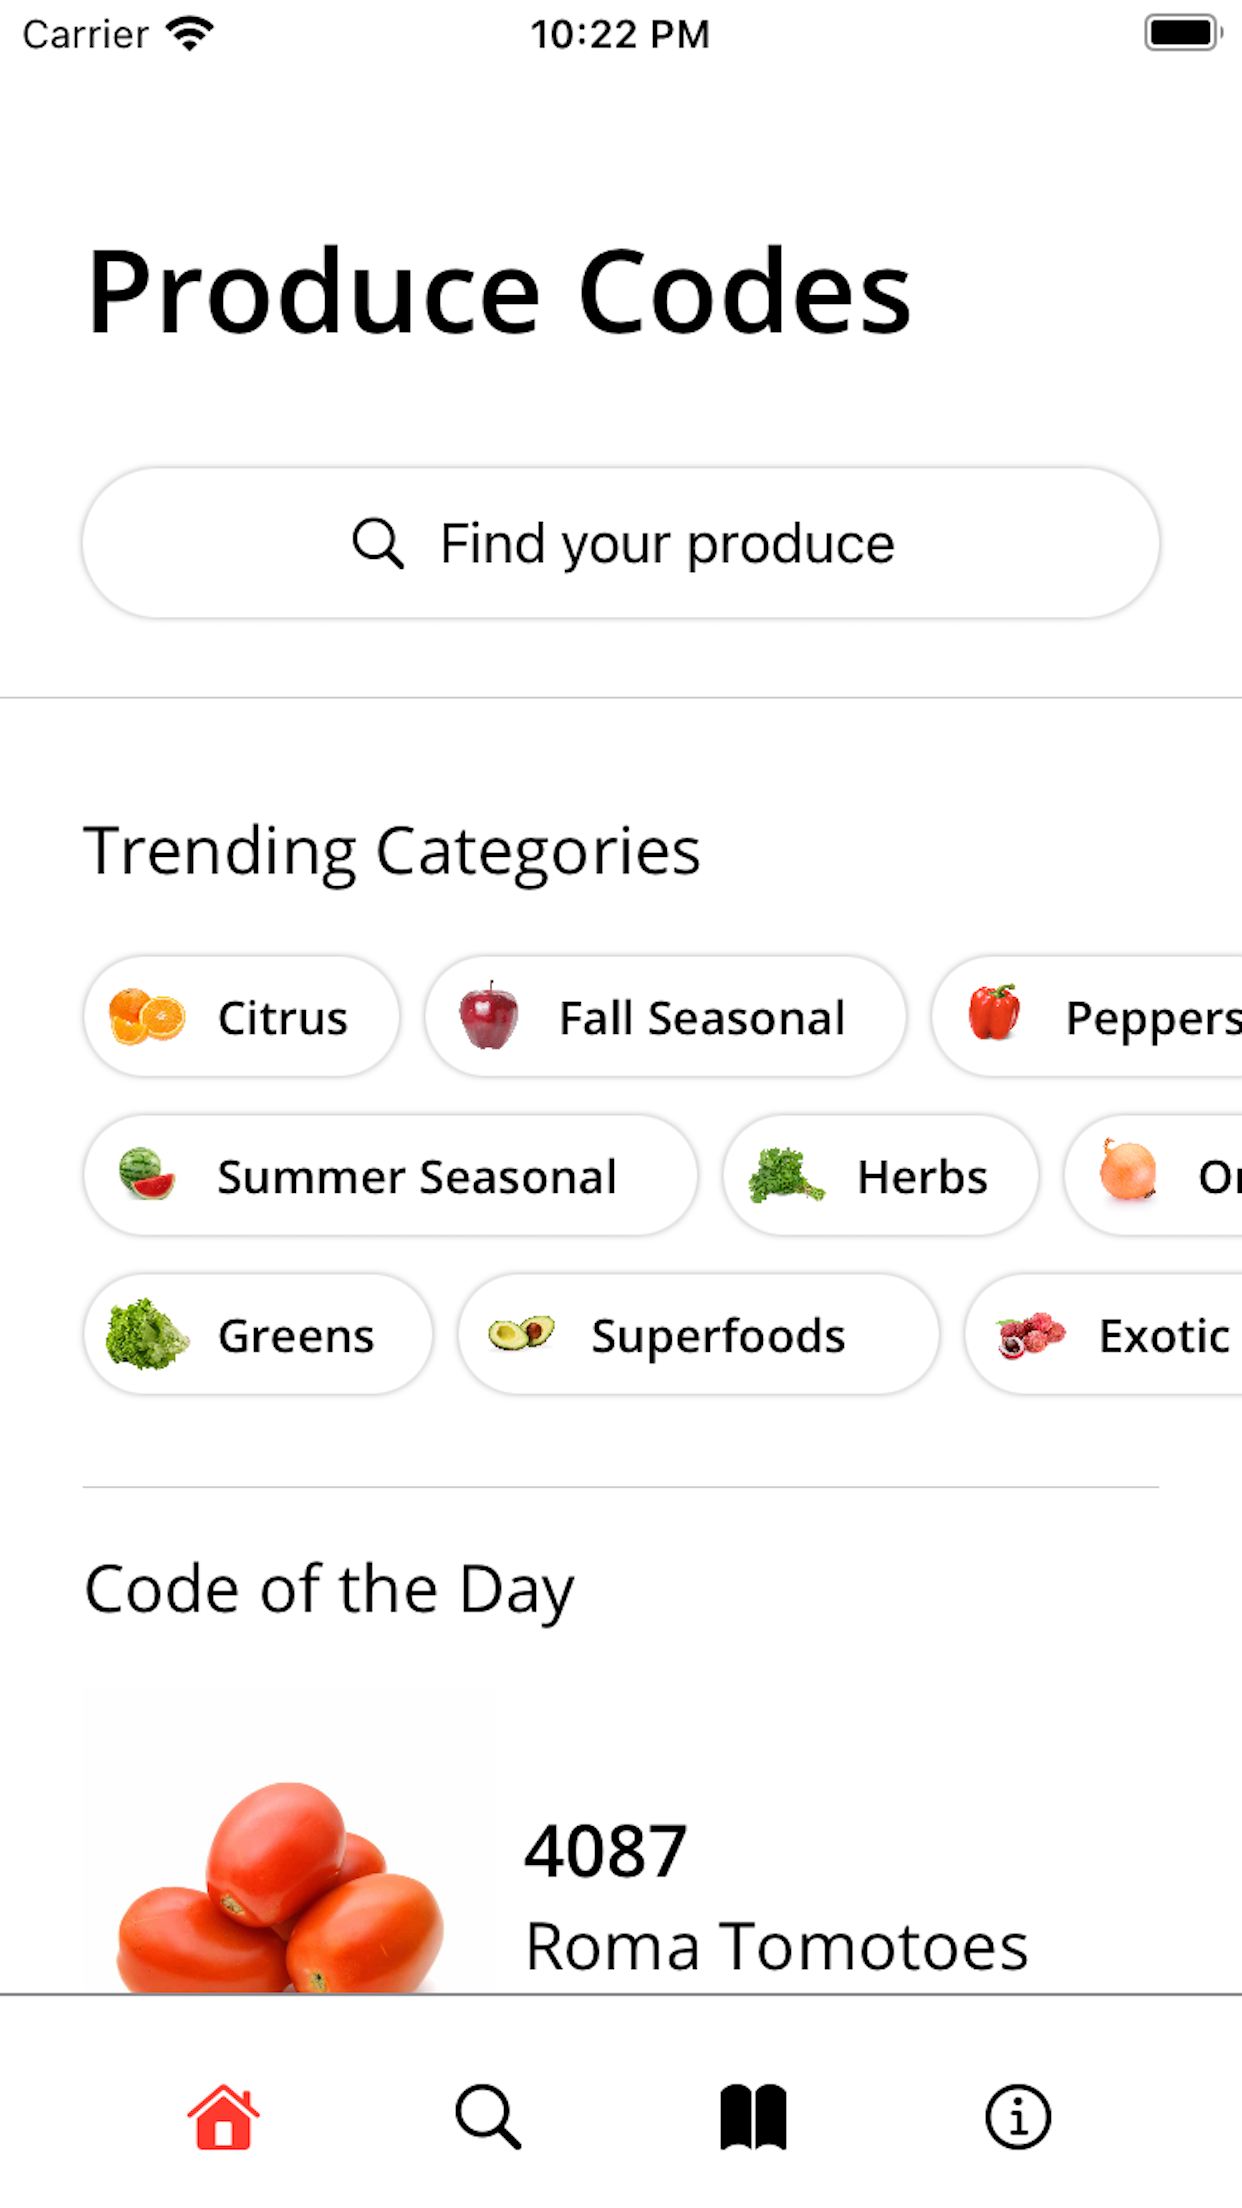 Carrier 10:22 PM
Produce Codes
Find your produce
Trending Categories
Citrus Fall Seasonal Peppers
Summer Seasonal Herbs
Greens Superfoods Exotic
Code of the Day
4087
Roma Tomotoes